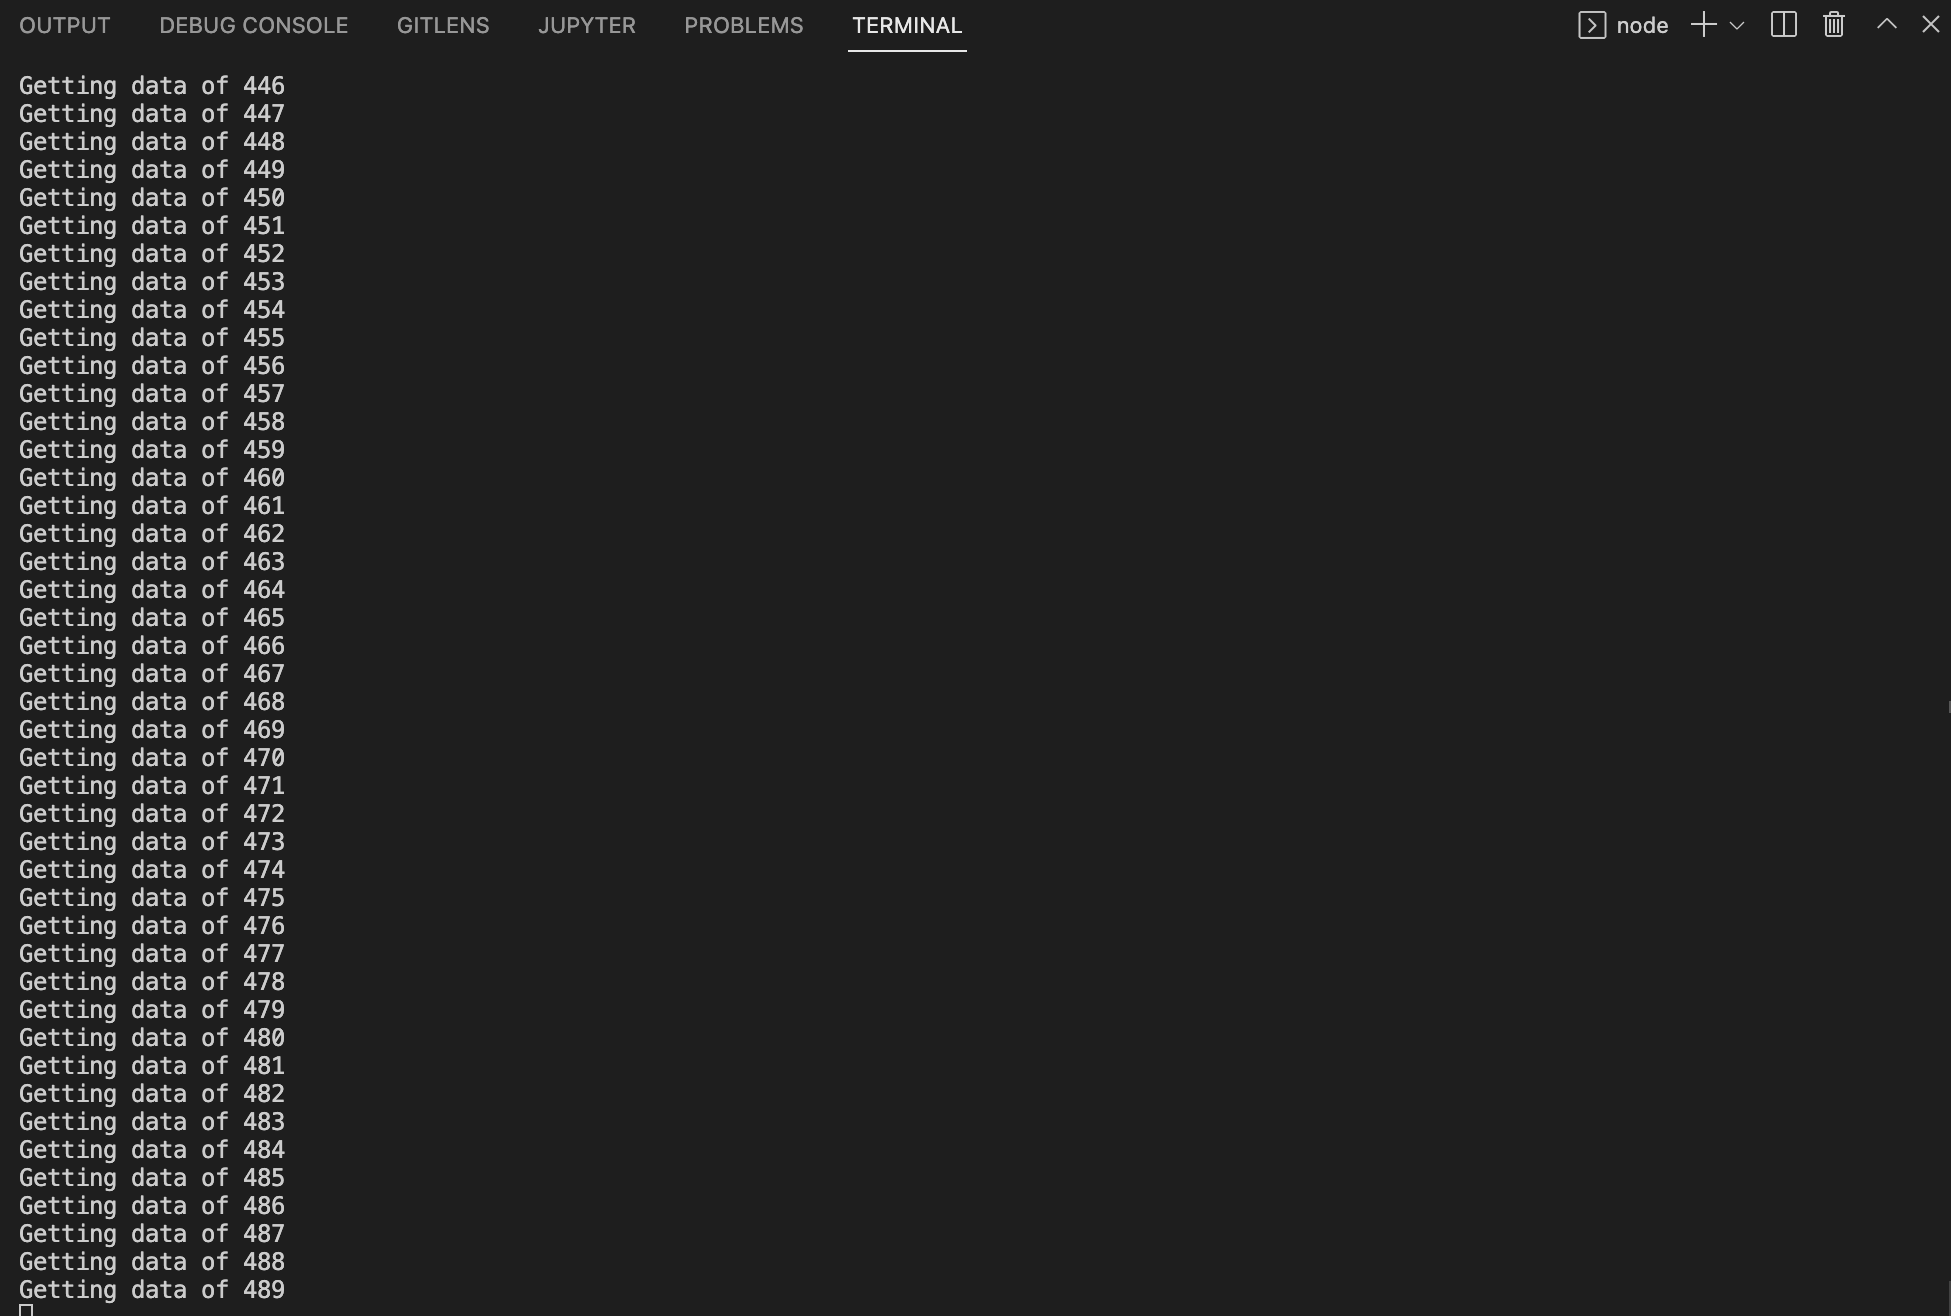 OUTPUT DEBUG CONSOLE GITLENS JUPYTER PROBLEMS TERMINAL node
Getting data of 446
Getting data of 447
Getting data of 448
Getting data of 449
Getting data of 450
Getting data of 451
Getting data of 452
Getting data of 453
Getting data of 454
Getting data of 455
Getting data of 456
Getting data of 457
Getting data of 458
Getting data of 459
Getting data of 460
Getting data of 461
Getting data of 462
Getting data of 463
Getting data of 464
Getting data of 465
Getting data of 466
Getting data of 467
Getting data of 468
Getting data of 469
Getting data of 470
Getting data of 471
Getting data of 472
Getting data of 473
Getting data of 474
Getting data of 475
Getting data of 476
Getting data of 477
Getting data of 478
Getting data of 479
Getting data of 480
Getting data of 481
Getting data of 482
Getting data of 483
Getting data of 484
Getting data of 485
Getting data of 486
Getting data of 487
Getting data of 488
Getting data of 489